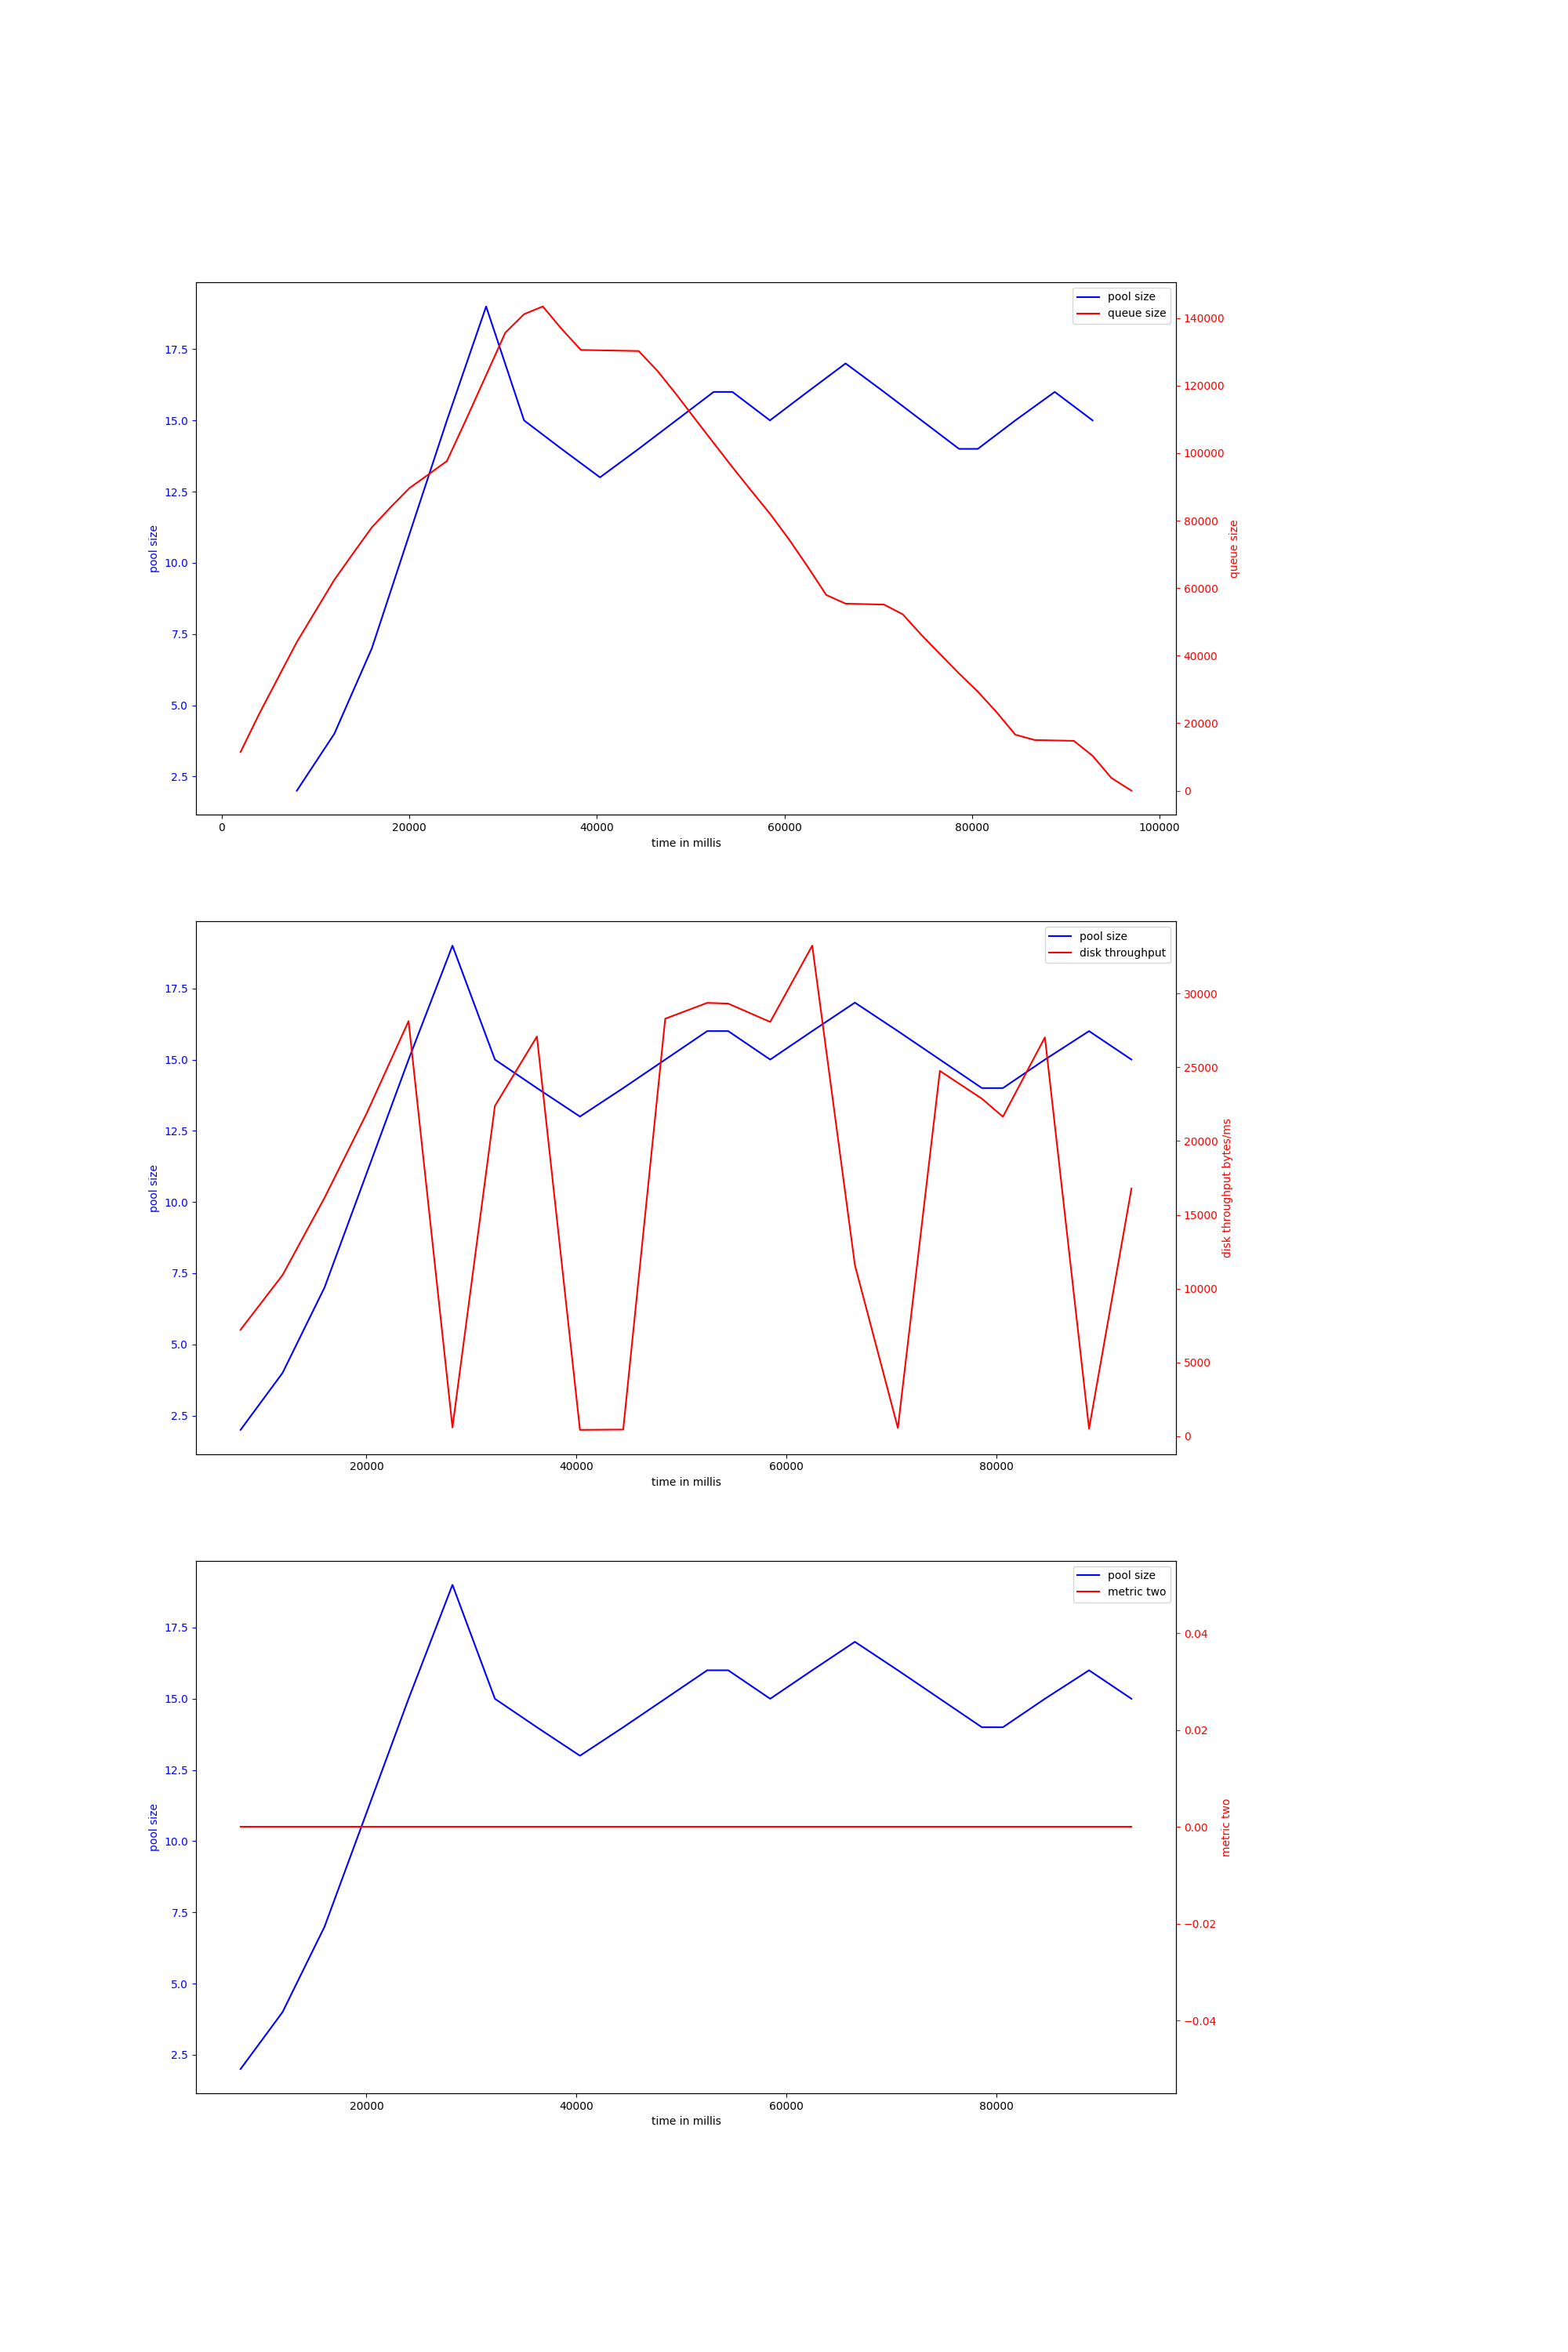 pool size
queue size
17.5
15.0
12.5
10.0
7.5
5.0
2.5
pool size
140000
120000
100000
80000
60000
40000
20000
0
queue size
0 20000 40000 60000 80000 100000
time in millis
pool size
disk throughput
17.5
15.0
12.5
10.0
7.5
5.0
2.5
pool size
30000
25000
20000
15000
10000
5000
0
disk throughput bytes/ms
20000 40000 60000 80000
time in millis
pool size
metric two
17.5
15.0
12.5
10.0
7.5
5.0
2.5
pool size
0.04
0.02
0.00
−0.02
−0.04
metric two
20000 40000 60000 80000
time in millis